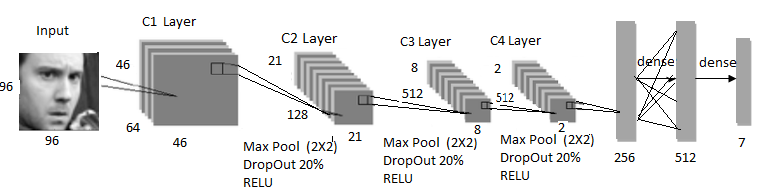 Input
96
96
C1 Layer
46
64
46
C2 Layer
21
128
21
Max Pool (2X2)
DropOut 20%
RELU
C3 Layer
8
512
8
Max Pool (2X2)
DropOut 20%
RELU
C4 Layer
2
512
2
Max Pool (2X2)
DropOut 20%
RELU
256
dense
512
dense
7